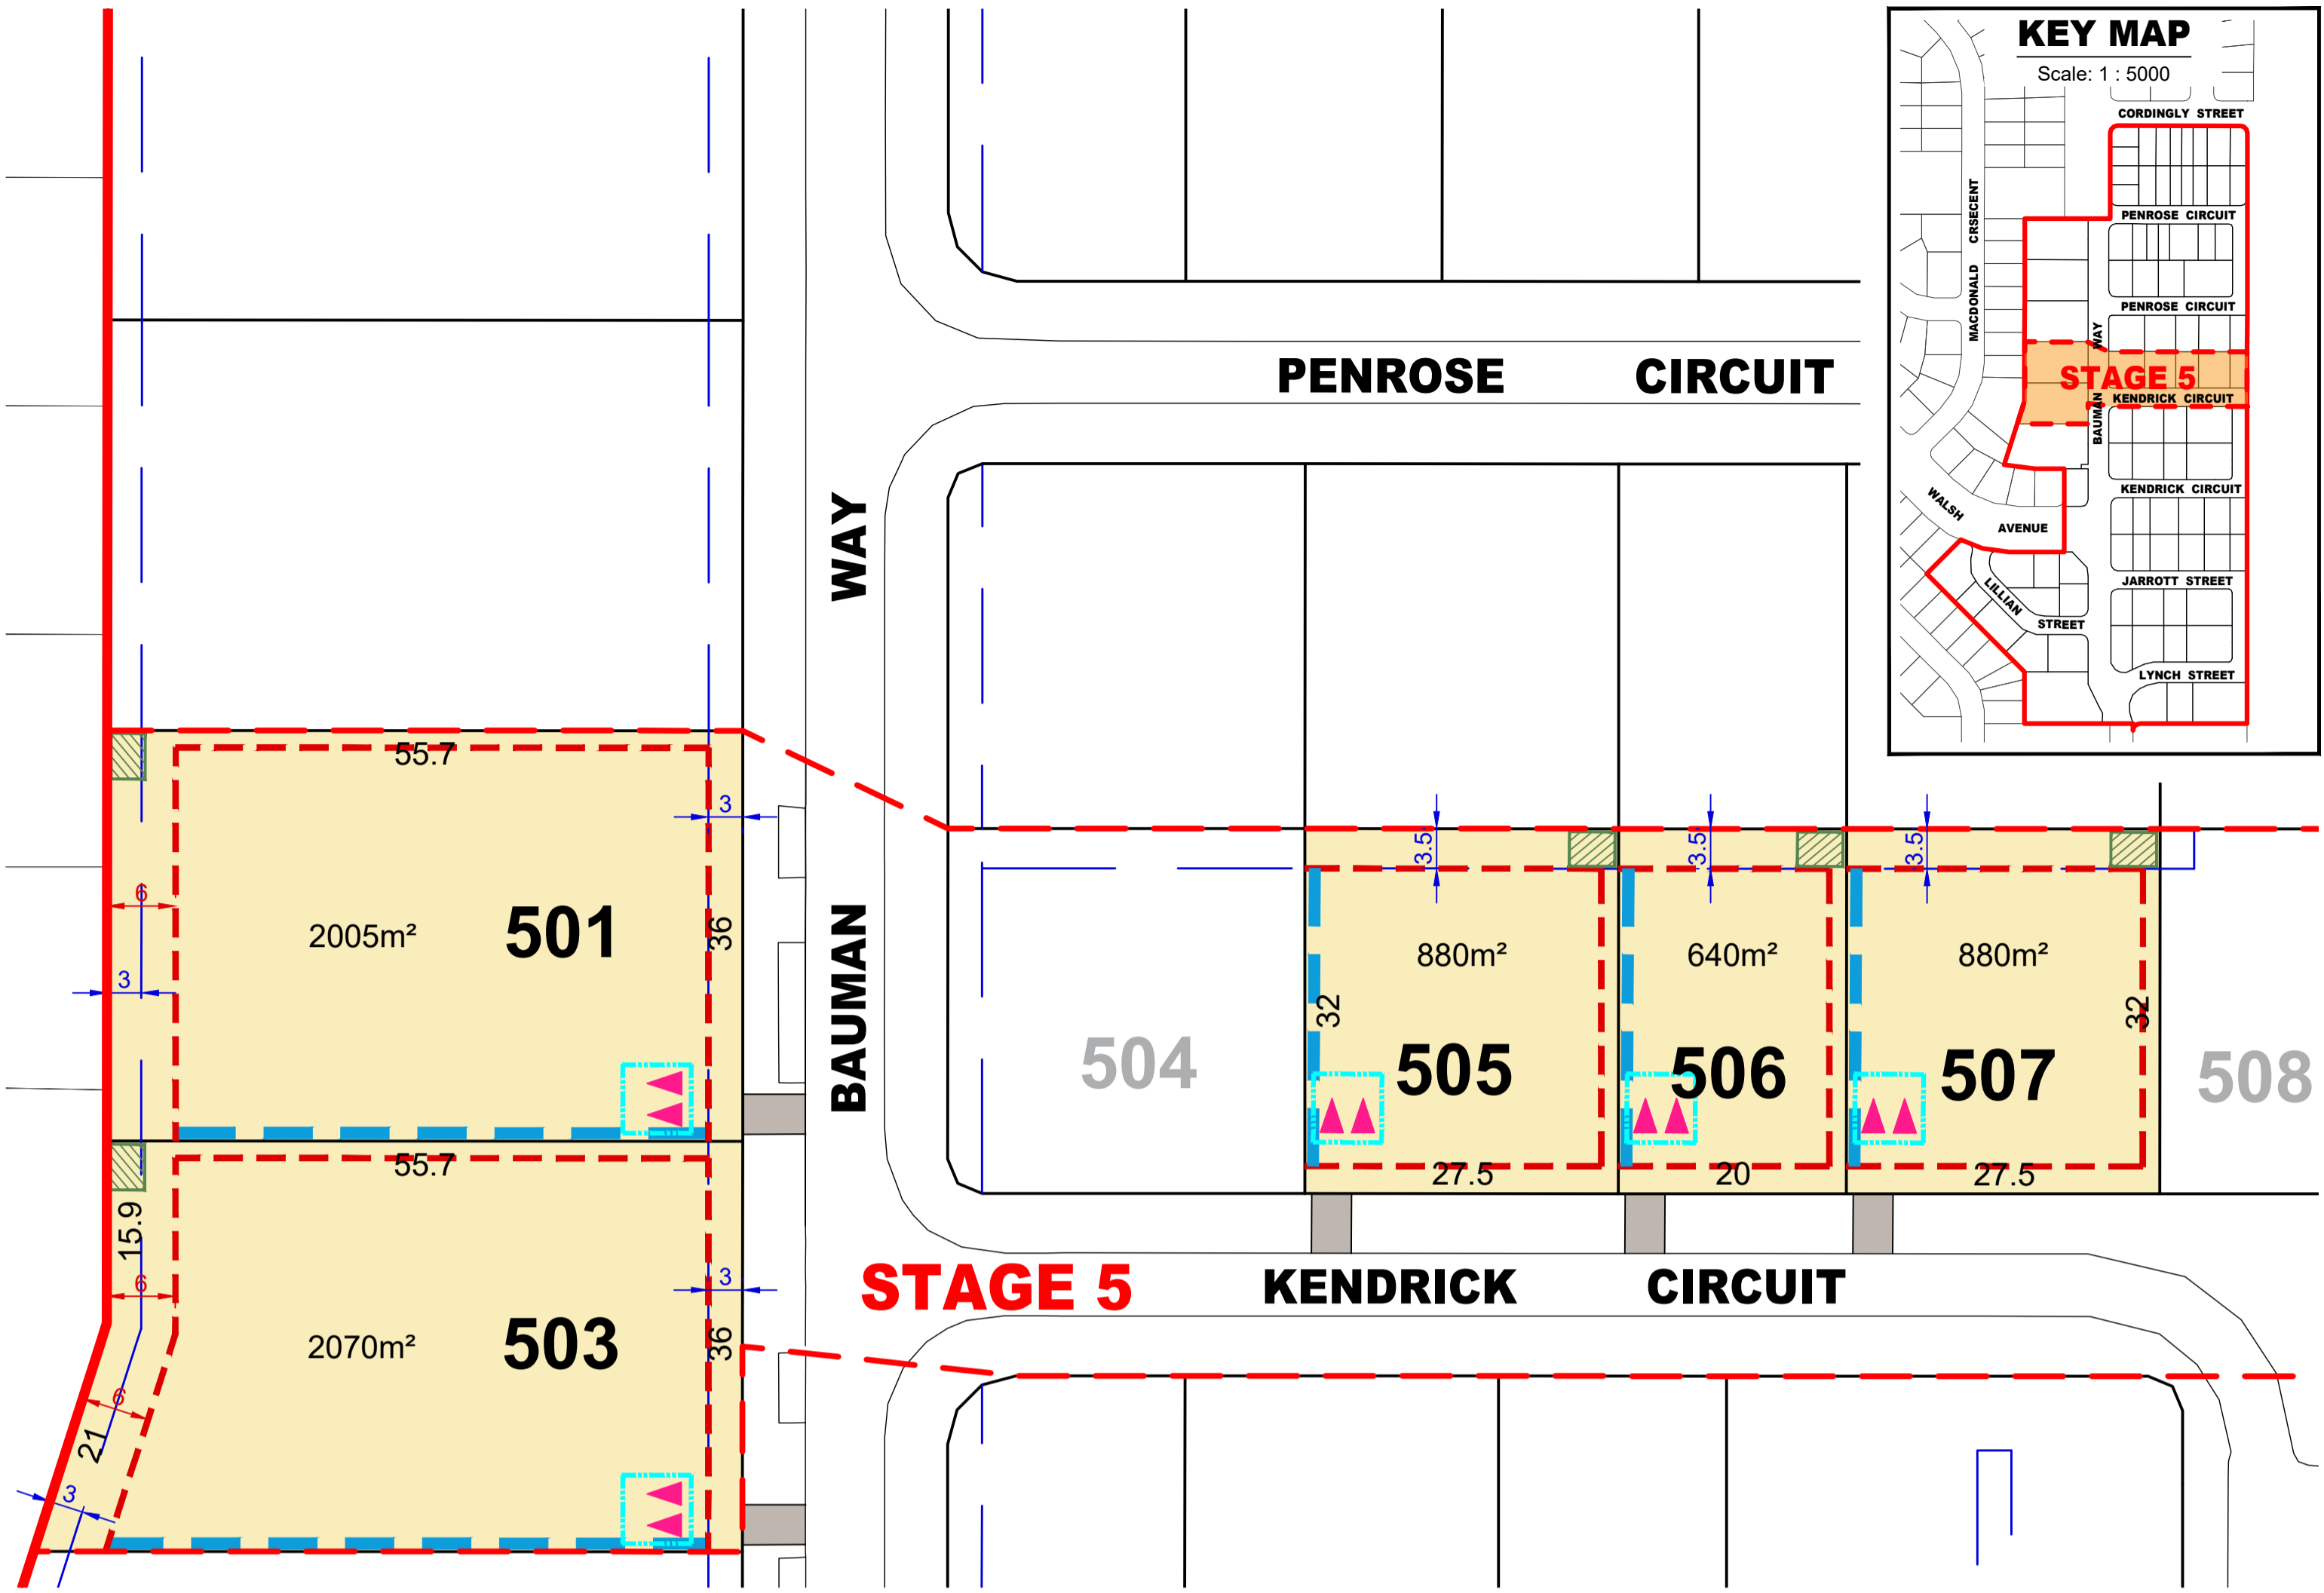 KEY MAP
Scale: 1 : 5000
CORDINGLY STREET
PENROSE CIRCUIT
MACDONALD CRSECENT
PENROSE CIRCUIT
BAUMAN WAY
STAGE 5
KENDRICK CIRCUIT
KENDRICK CIRCUIT
WALSH AVENUE
JARROTT STREET
LILLIAN STREET
LYNCH STREET
PENROSE CIRCUIT
BAUMAN WAY
55.7
3
6
2005m²
501
36
3
55.7
15.9
6
3
2070m²
503
36
6
21
3
504
3.5
880m²
32
505
27.5
3.5
640m²
506
20
3.5
880m²
32
507
27.5
508
STAGE 5
KENDRICK CIRCUIT